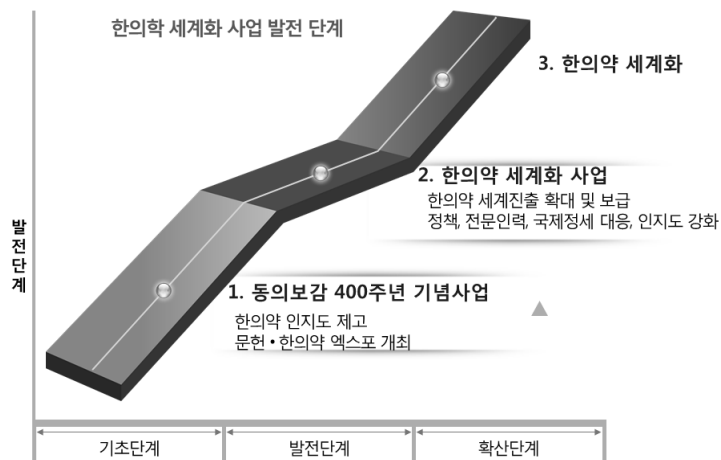 한의학 세계화 사업 발전 단계
3. 한의약 세계화
2. 한의약 세계화 사업
한의약 세계진출 확대 및 보급
정책, 전문인력, 국제정세 대응, 인지도 강화
발전단계
1. 동의보감 400주년 기념사업
한의약 인지도 제고
문헌•한의약 엑스포 개최
기초단계
발전단계
확산단계